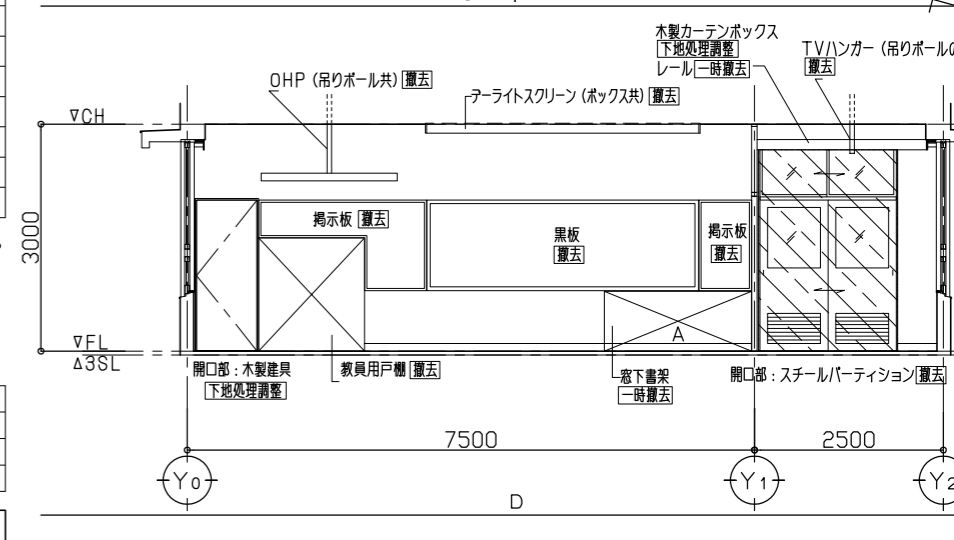 木製カーテンボックス
下地処理調整
レール 一時撤去
TVハンガー (吊りポールの
撤去
OHP (吊りポール共) 撤去
アーライトスクリーン (ボックス共) 撤去
▽CH
3000
掲示板 撤去
黒板
撤去
掲示板
撤去
A
▽FL
△3SL
開口部：木製建具
下地処理調整
教員用戸棚 撤去
窓下書架
一時撤去
開口部：スチールパーティション 撤去
7500
2500
Y0
Y1
Y2
D